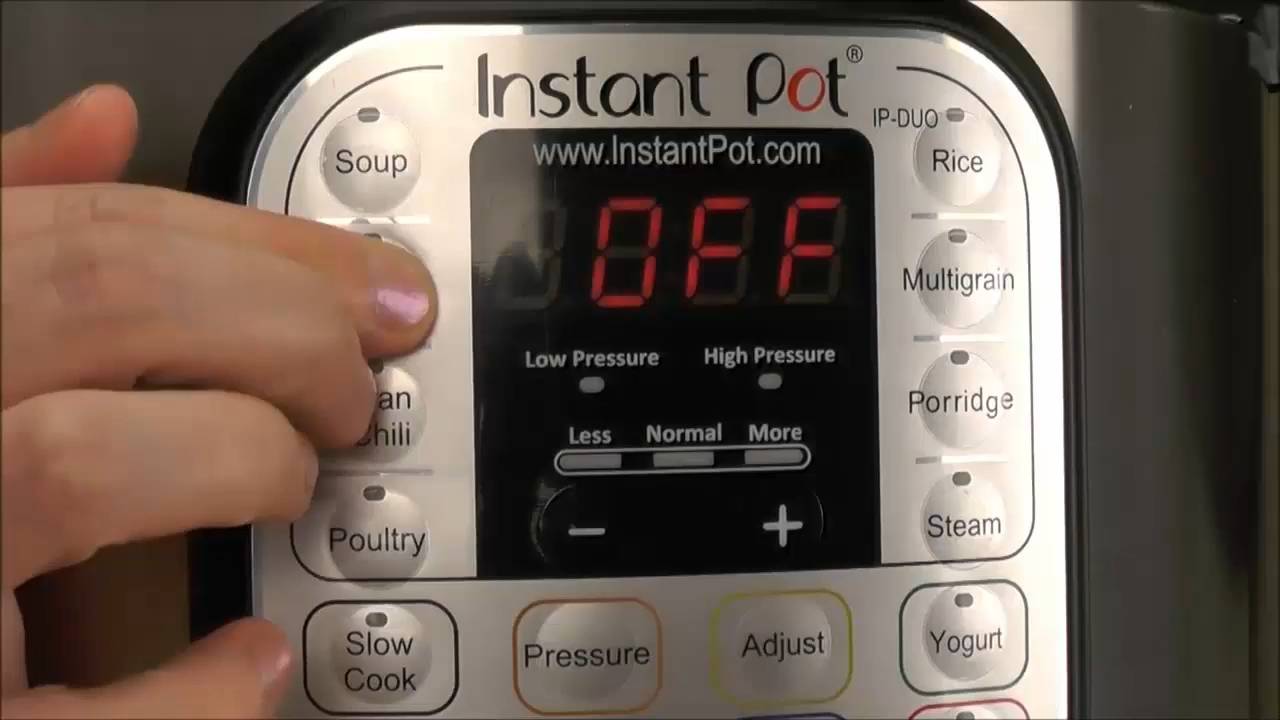 Instant Pot®
IP-DUO
www.InstantPot.com
OFF
Low Pressure
High Pressure
Less
Normal
More
−
+
Soup
Poultry
Slow
Cook
Pressure
Adjust
Rice
Multigrain
Porridge
Steam
Yogurt